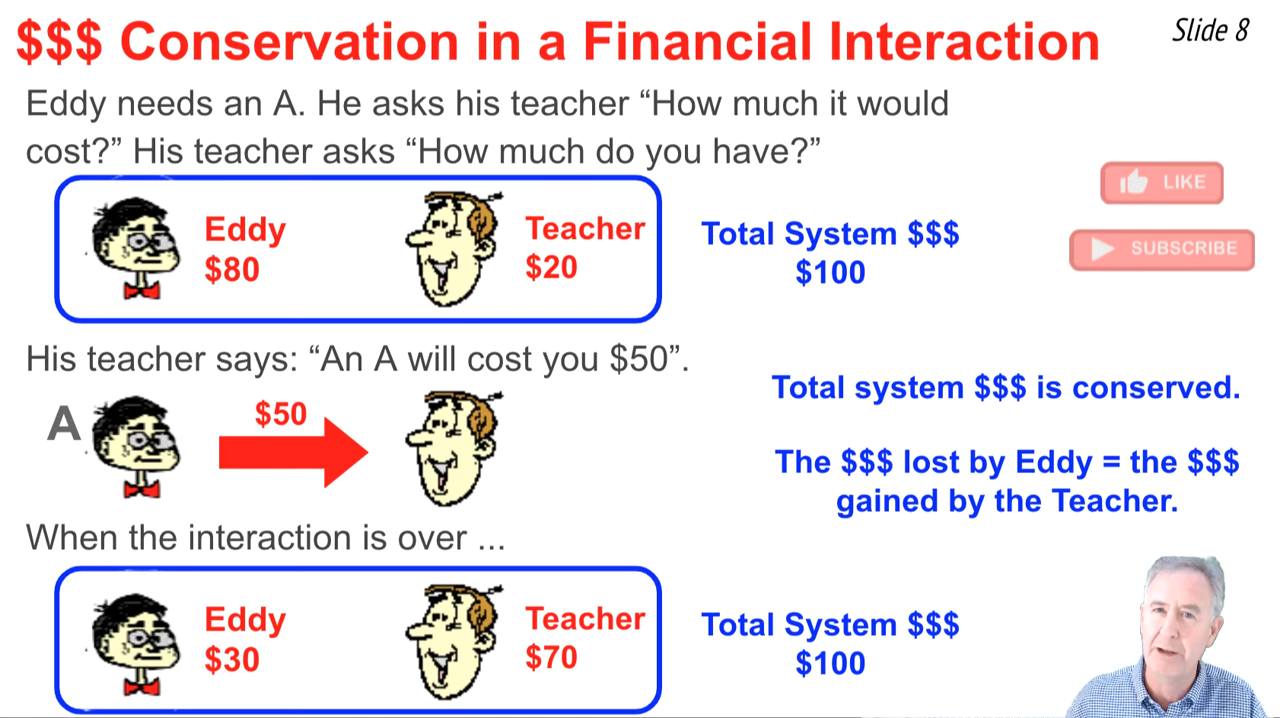 $$$ Conservation in a Financial Interaction
Slide 8
Eddy needs an A. He asks his teacher “How much it would
cost?” His teacher asks “How much do you have?”
Eddy
$80
Teacher
$20
Total System $$$
$100
LIKE
SUBSCRIBE
His teacher says: “An A will cost you $50”.
A
$50
Total system $$$ is conserved.
The $$$ lost by Eddy = the $$$
gained by the Teacher.
When the interaction is over ...
Eddy
$30
Teacher
$70
Total System $$$
$100